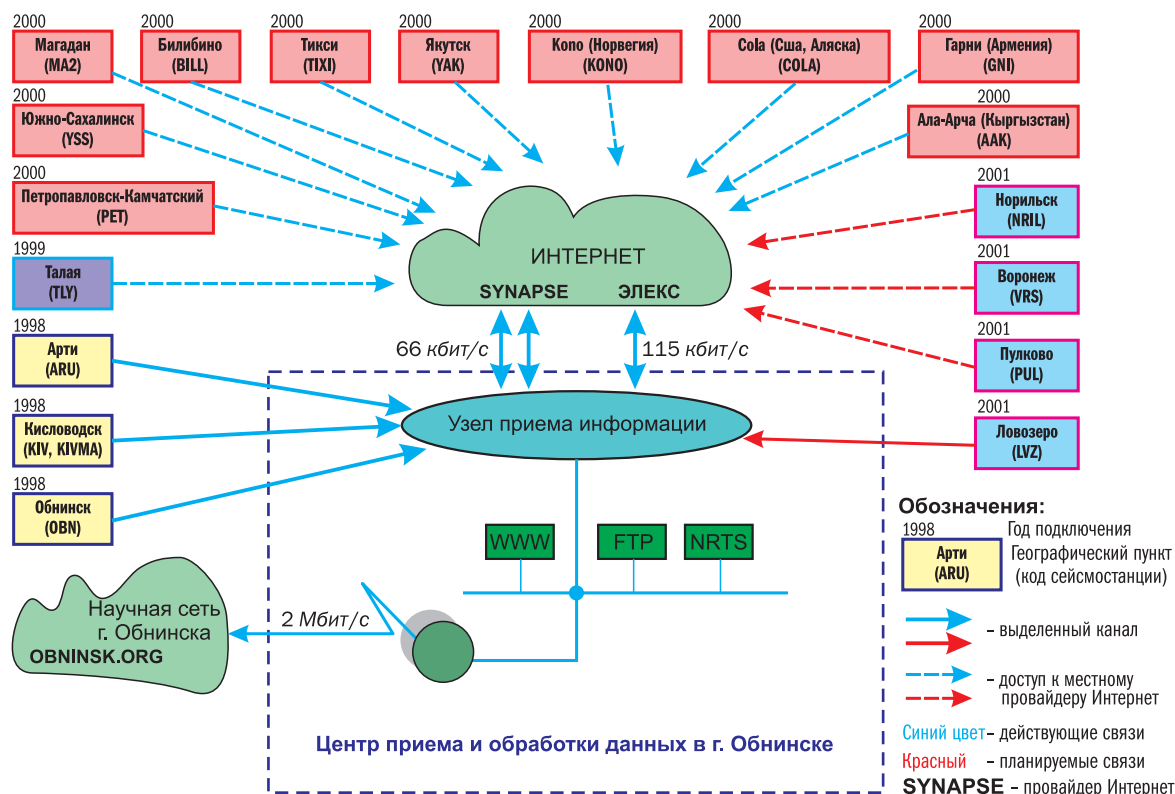 2000
Магадан
(MA2)
2000
Билибино
(BILL)
2000
Тикси
(TIXI)
2000
Якутск
(YAK)
2000
Kono (Норвегия)
(KONO)
2000
Cola (Сша, Аляска)
(COLA)
2000
Гарни (Армения)
(GNI)
2000
Южно-Сахалинск
(YSS)
2000
Ала-Арча (Кыргызстан)
(AAK)
2000
Петропавловск-Камчатский
(PET)
2001
Норильск
(NRIL)
1999
Талая
(TLY)
ИНТЕРНЕТ
SYNAPSE ЭЛЕКС
2001
Воронеж
(VRS)
1998
Арти
(ARU)
66 кбит/с
115 кбит/с
2001
Пулково
(PUL)
1998
Кисловодск
(KIV, KIVMA)
Узел приема информации
2001
Ловозеро
(LVZ)
1998
Обнинск
(OBN)
WWW
FTP
NRTS
Научная сеть
г. Обнинска
OBNINSK.ORG
2 Мбит/с
Центр приема и обработки данных в г. Обнинске
Обозначения:
1998
Год подключения
Арти
(ARU)
Географический пункт
(код сейсмостанции)
– выделенный канал
– доступ к местному
провайдеру Интернет
Синий цвет – действующие связи
Красный – планируемые связи
SYNAPSE – провайдер Интернет